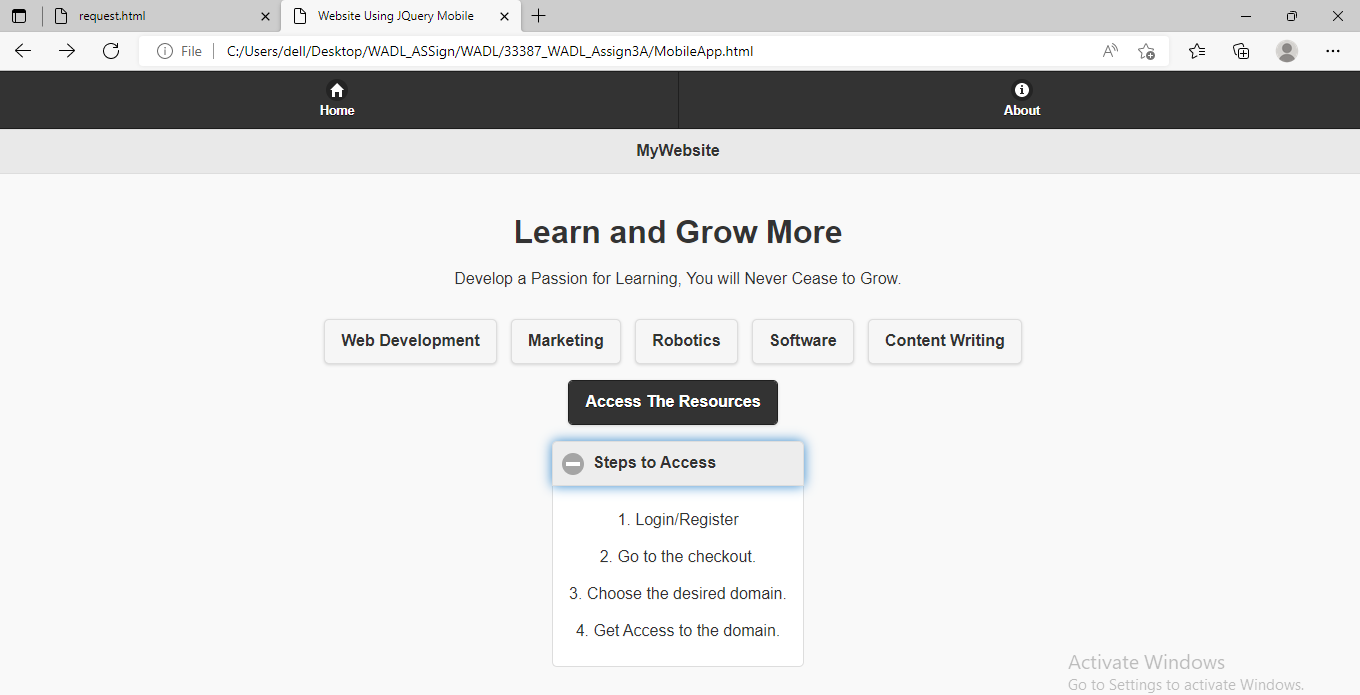 request.html
Website Using JQuery Mobile
File
C:/Users/dell/Desktop/WADL_ASSign/WADL/33387_WADL_Assign3A/MobileApp.html
Home
About
MyWebsite
Learn and Grow More
Develop a Passion for Learning, You will Never Cease to Grow.
Web Development
Marketing
Robotics
Software
Content Writing
Access The Resources
Steps to Access
1. Login/Register
2. Go to the checkout.
3. Choose the desired domain.
4. Get Access to the domain.
Activate Windows
Go to Settings to activate Windows.